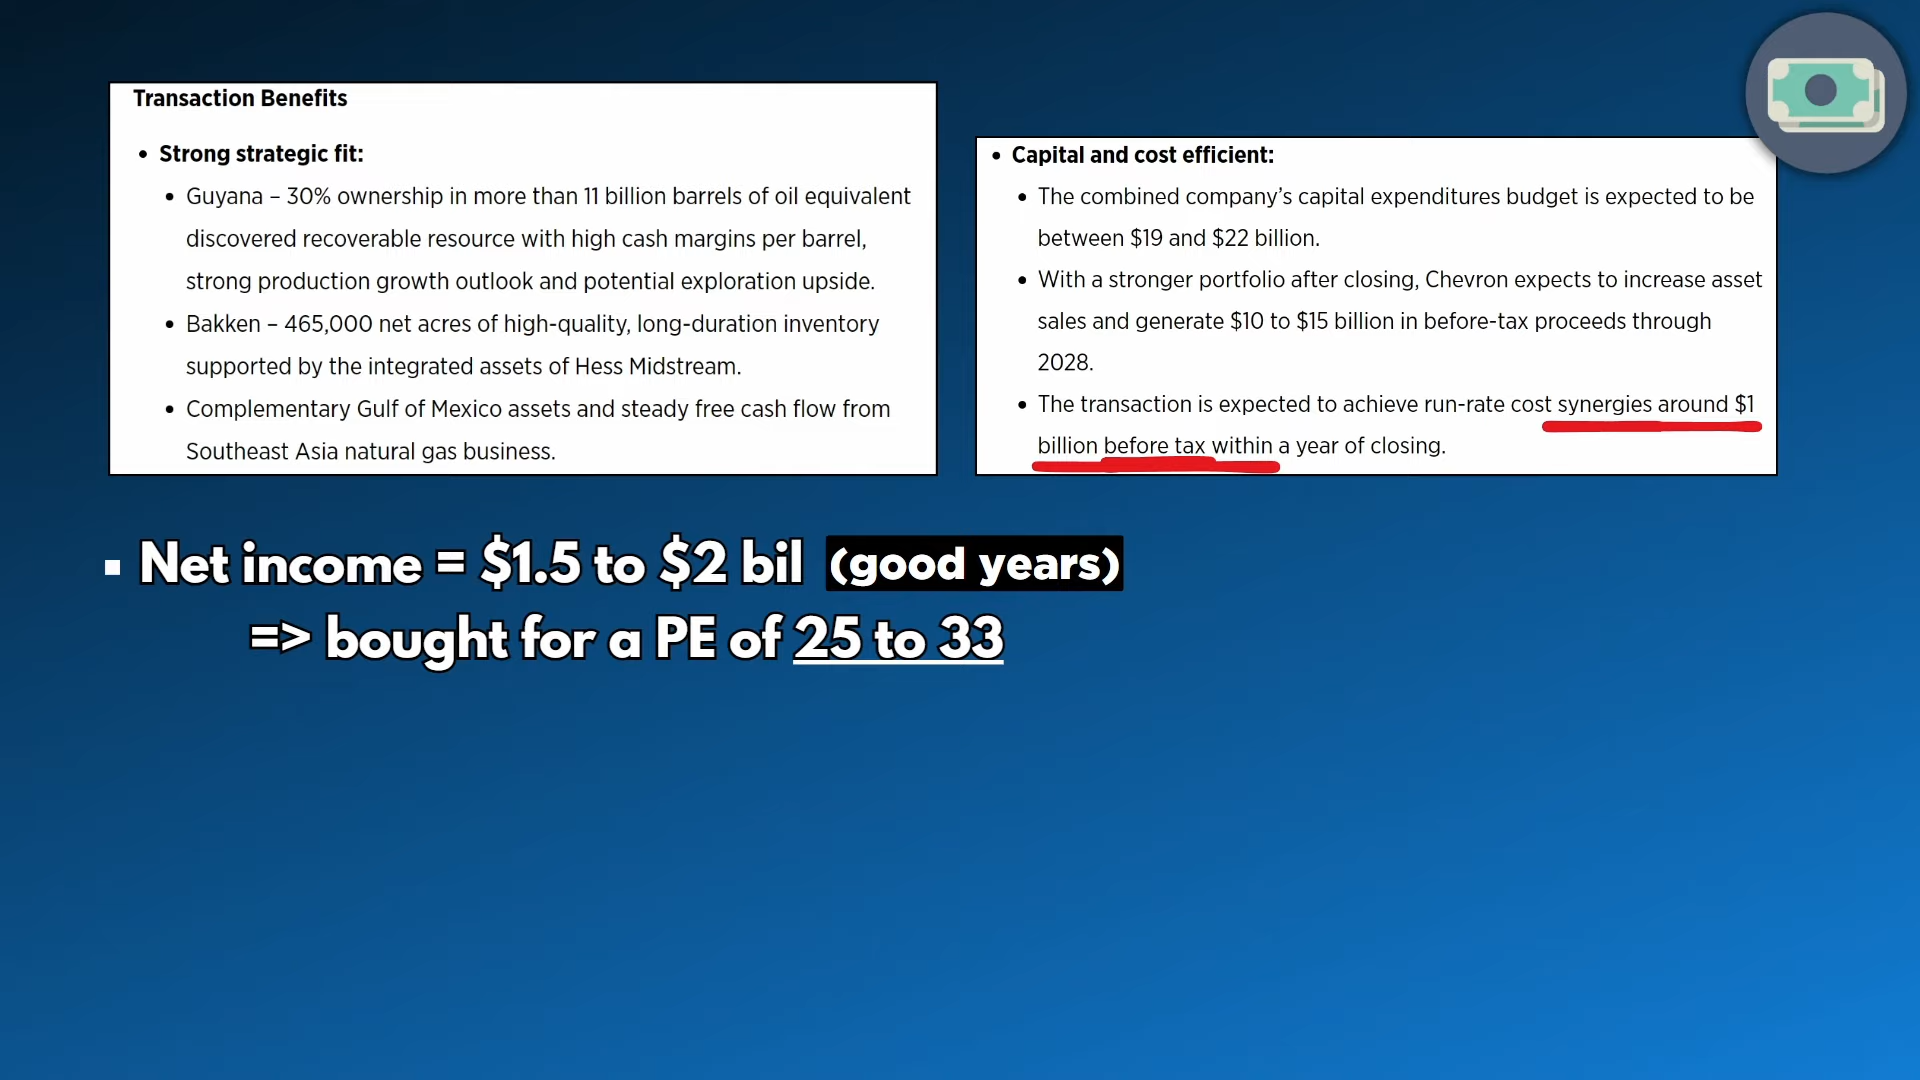 Transaction Benefits
• Strong strategic fit:
• Guyana – 30% ownership in more than 11 billion barrels of oil equivalent
discovered recoverable resource with high cash margins per barrel,
strong production growth outlook and potential exploration upside.
• Bakken – 465,000 net acres of high-quality, long-duration inventory
supported by the integrated assets of Hess Midstream.
• Complementary Gulf of Mexico assets and steady free cash flow from
Southeast Asia natural gas business.
• Capital and cost efficient:
• The combined company’s capital expenditures budget is expected to be
between $19 and $22 billion.
• With a stronger portfolio after closing, Chevron expects to increase asset
sales and generate $10 to $15 billion in before-tax proceeds through
2028.
• The transaction is expected to achieve run-rate cost synergies around $1
billion before tax within a year of closing.
▪ Net income = $1.5 to $2 bil (good years)
=> bought for a PE of 25 to 33